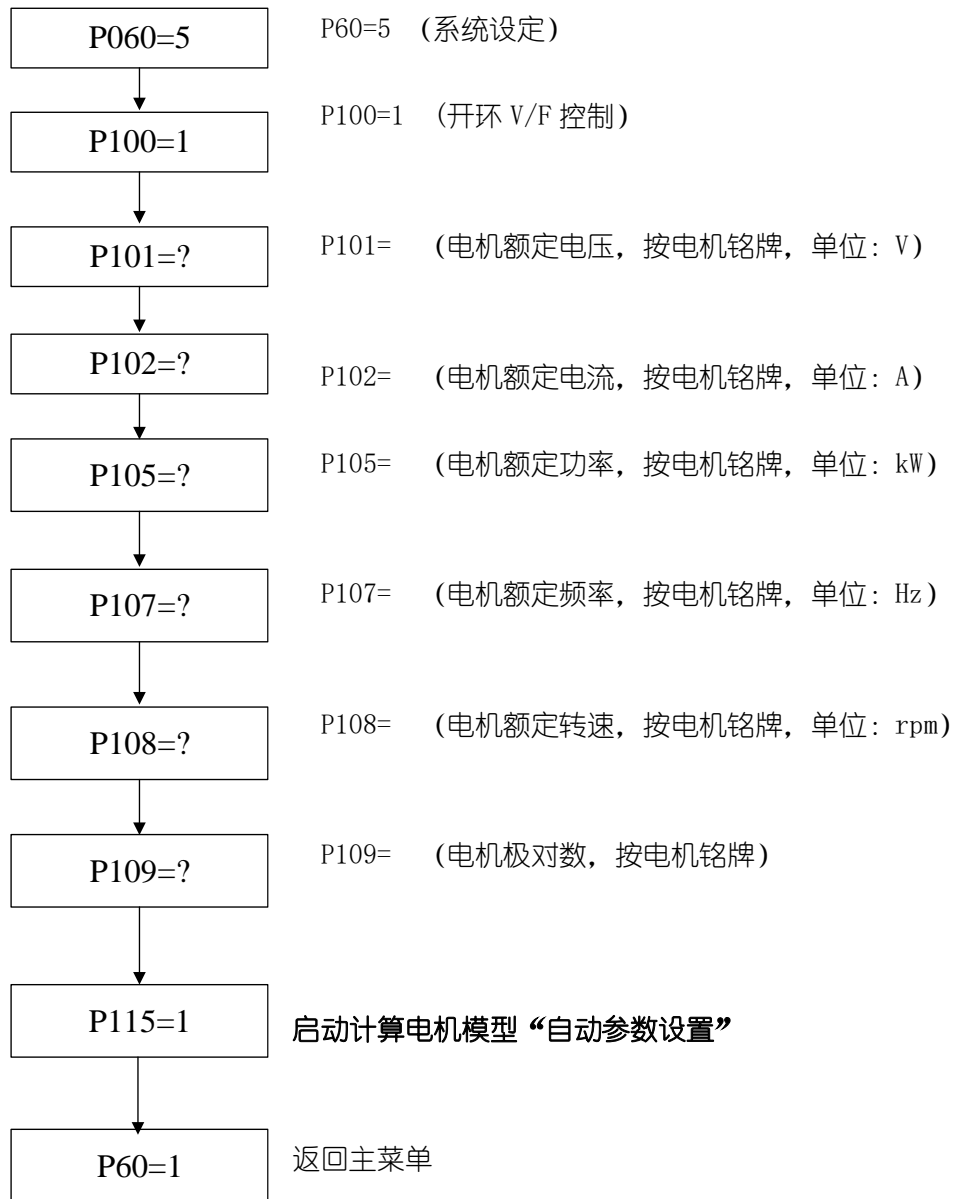 P060=5
P60=5 (系统设定)
P100=1
P100=1 (开环 V/F 控制)
P101=?
P101= (电机额定电压，按电机铭牌，单位：V)
P102=?
P102= (电机额定电流，按电机铭牌，单位：A)
P105=?
P105= (电机额定功率，按电机铭牌，单位：kW)
P107=?
P107= (电机额定频率，按电机铭牌，单位：Hz)
P108=?
P108= (电机额定转速，按电机铭牌，单位：rpm)
P109=?
P109= (电机极对数，按电机铭牌)
P115=1
启动计算电机模型“自动参数设置”
P60=1
返回主菜单